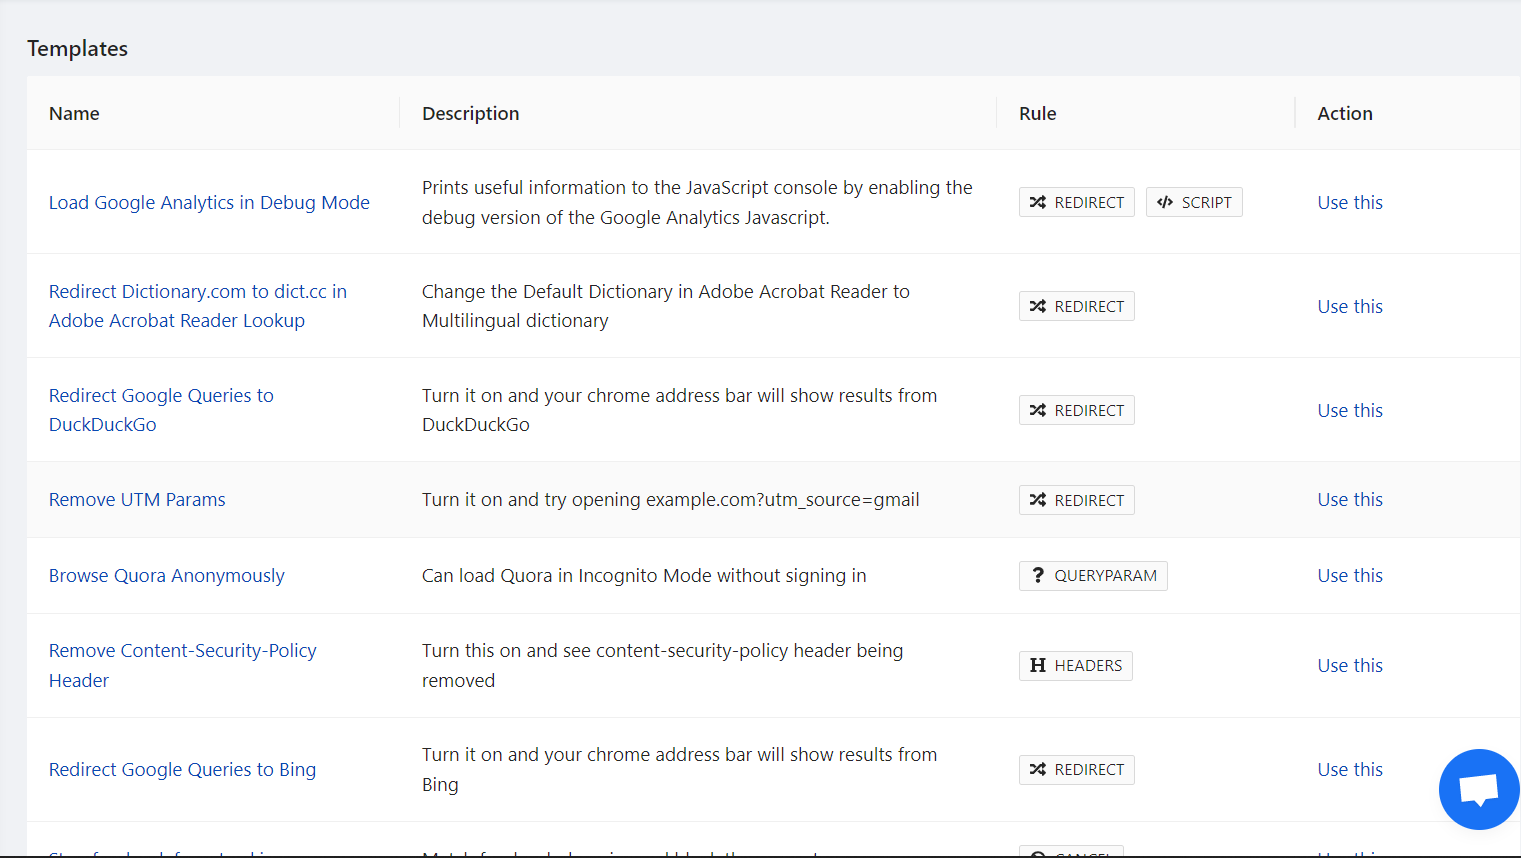 Templates
Name Description Rule Action
Load Google Analytics in Debug Mode
Prints useful information to the JavaScript console by enabling the
debug version of the Google Analytics Javascript.
REDIRECT SCRIPT Use this
Redirect Dictionary.com to dict.cc in
Adobe Acrobat Reader Lookup
Change the Default Dictionary in Adobe Acrobat Reader to
Multilingual dictionary
REDIRECT Use this
Redirect Google Queries to
DuckDuckGo
Turn it on and your chrome address bar will show results from
DuckDuckGo
REDIRECT Use this
Remove UTM Params Turn it on and try opening example.com?utm_source=gmail REDIRECT Use this
Browse Quora Anonymously Can load Quora in Incognito Mode without signing in QUERYPARAM Use this
Remove Content-Security-Policy
Header
Turn this on and see content-security-policy header being
removed
HEADERS Use this
Redirect Google Queries to Bing
Turn it on and your chrome address bar will show results from
Bing
REDIRECT Use this